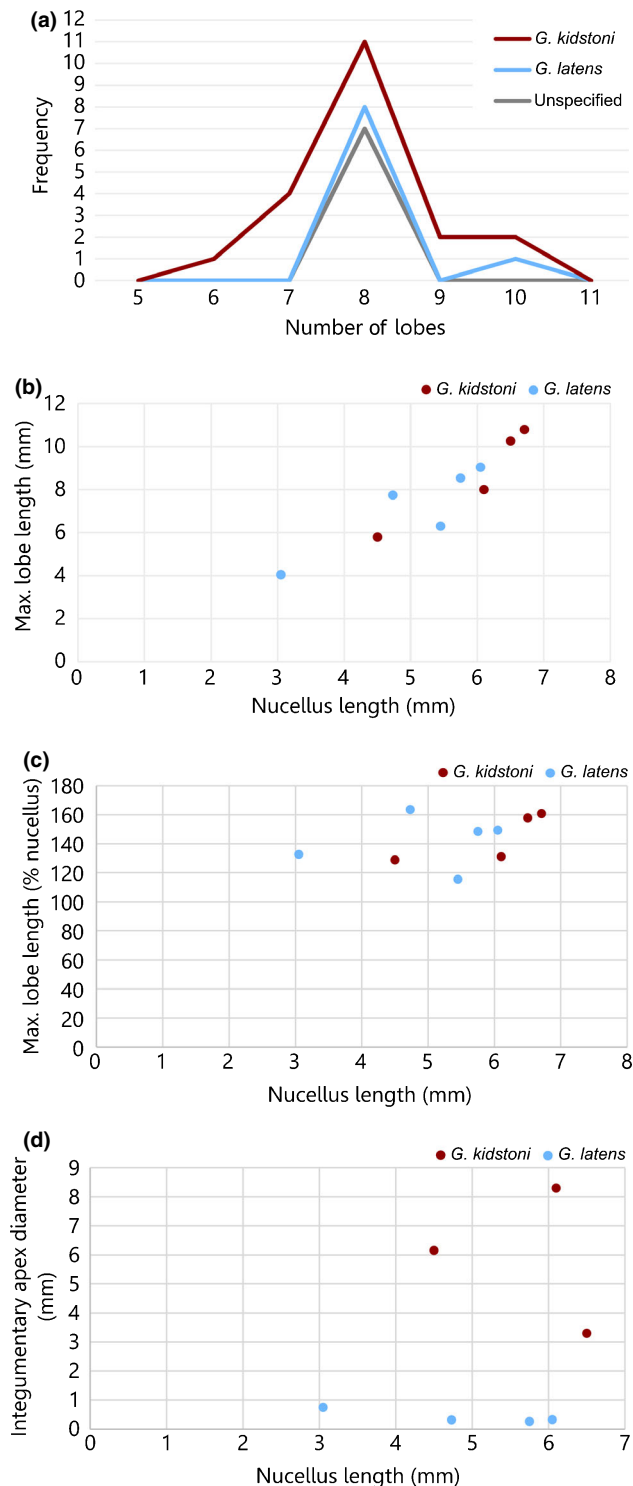 (a)
12
11
10
9
8
7
6
5
4
3
2
1
0
Frequency
G. kidstoni
G. latens
Unspecified
5 6 7 8 9 10 11
Number of lobes
(b)
G. kidstoni G. latens
12
10
8
6
4
2
0
Max. lobe length (mm)
0 1 2 3 4 5 6 7 8
Nucellus length (mm)
(c)
G. kidstoni G. latens
180
160
140
120
100
80
60
40
20
0
Max. lobe length (% nucellus)
0 1 2 3 4 5 6 7 8
Nucellus length (mm)
(d)
G. kidstoni G. latens
9
8
7
6
5
4
3
2
1
0
Integumentary apex diameter
(mm)
0 1 2 3 4 5 6 7
Nucellus length (mm)